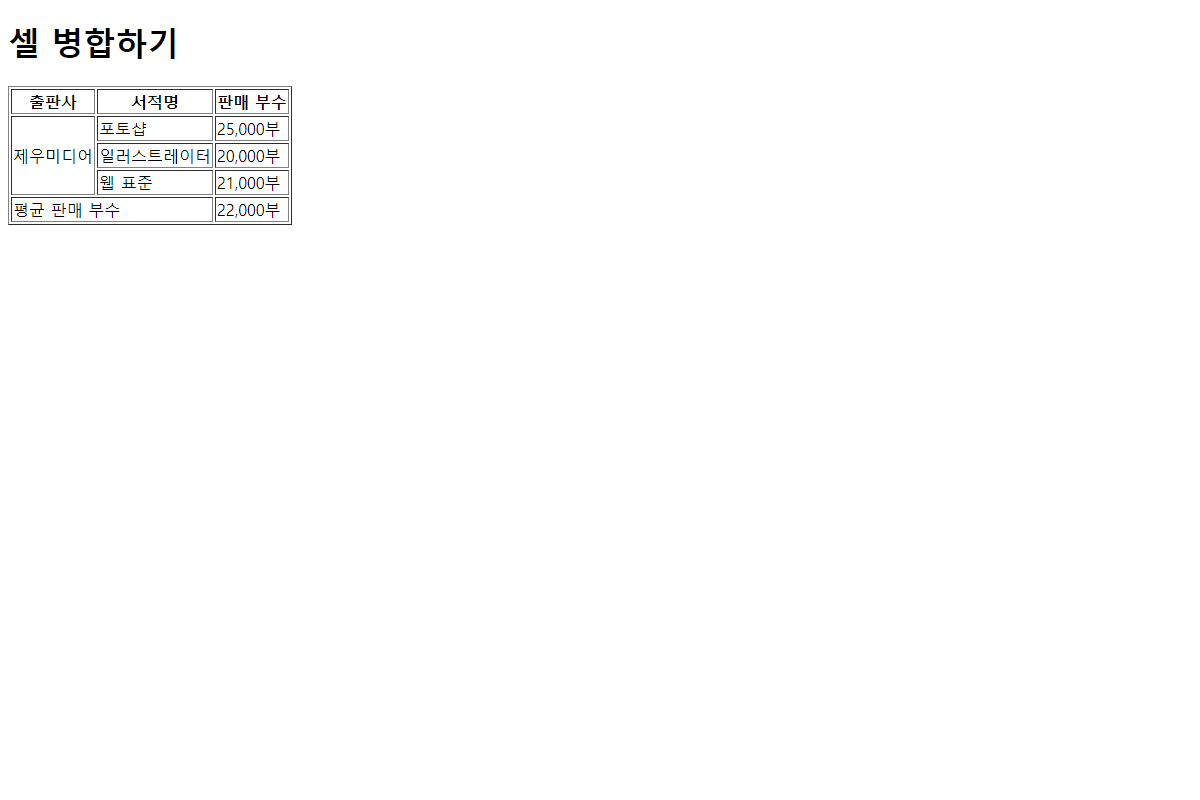 셀 병합하기
출판사 서적명 판매 부수
제우미디어 포토샵 25,000부
일러스트레이터 20,000부
웹 표준 21,000부
평균 판매 부수 22,000부